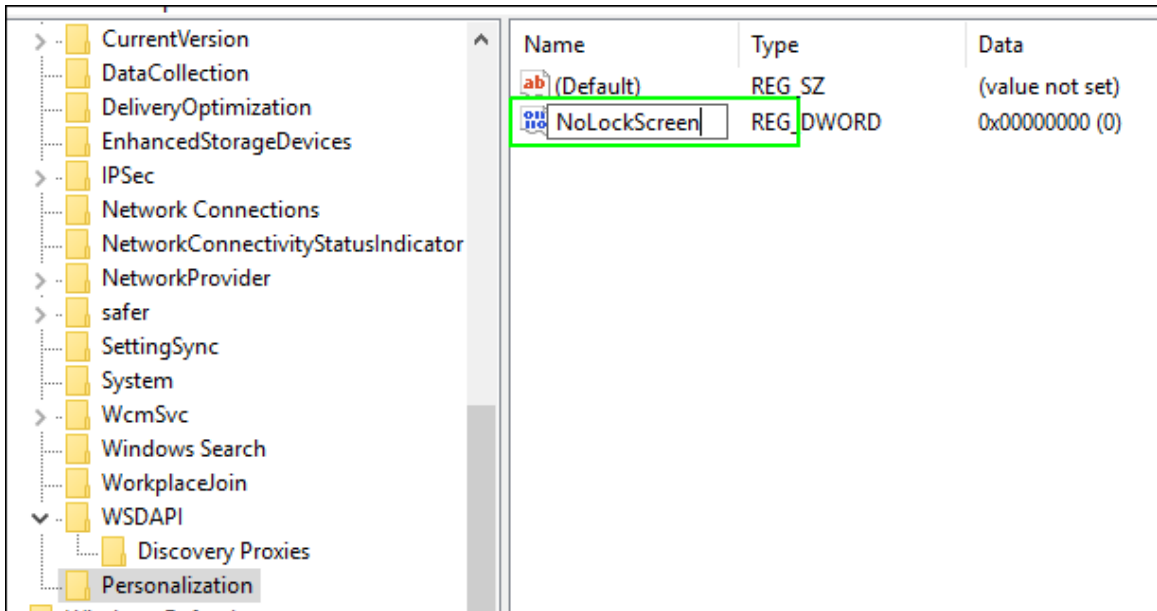 CurrentVersion
DataCollection
DeliveryOptimization
EnhancedStorageDevices
IPSec
Network Connections
NetworkConnectivityStatusIndicator
NetworkProvider
safer
SettingSync
System
WcmSvc
Windows Search
WorkplaceJoin
WSDAPI
Discovery Proxies
Personalization
Name Type Data
ab (Default) REG_SZ (value not set)
NoLockScreen REG_DWORD 0x00000000 (0)